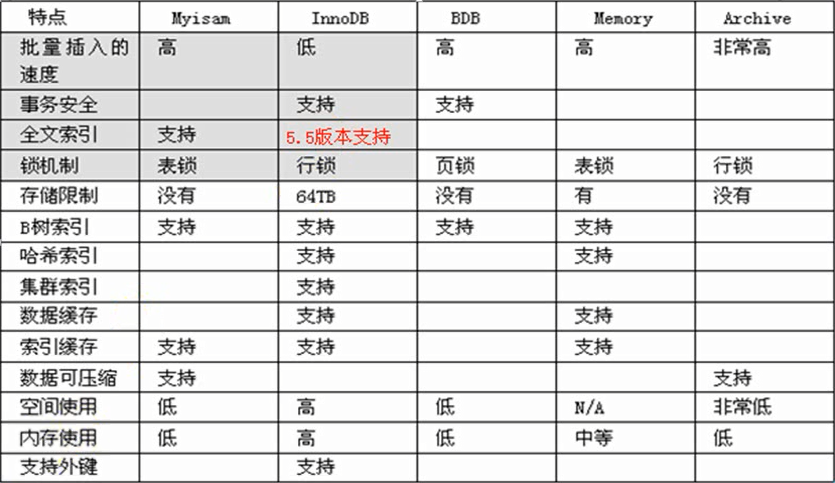 特点 Myisam InnoDB BDB Memory Archive
批量插入的 高 低 高 高 非常高
速度
事务安全 支持 支持
全文索引 支持 5.5版本支持
锁机制 表锁 行锁 页锁 表锁 行锁
存储限制 没有 64TB 没有 有 没有
B树索引 支持 支持 支持 支持
哈希索引 支持 支持
集群索引 支持
数据缓存 支持 支持
索引缓存 支持 支持 支持
数据可压缩 支持 支持
空间使用 低 高 低 N/A 非常低
内存使用 低 高 低 中等 低
支持外键 支持